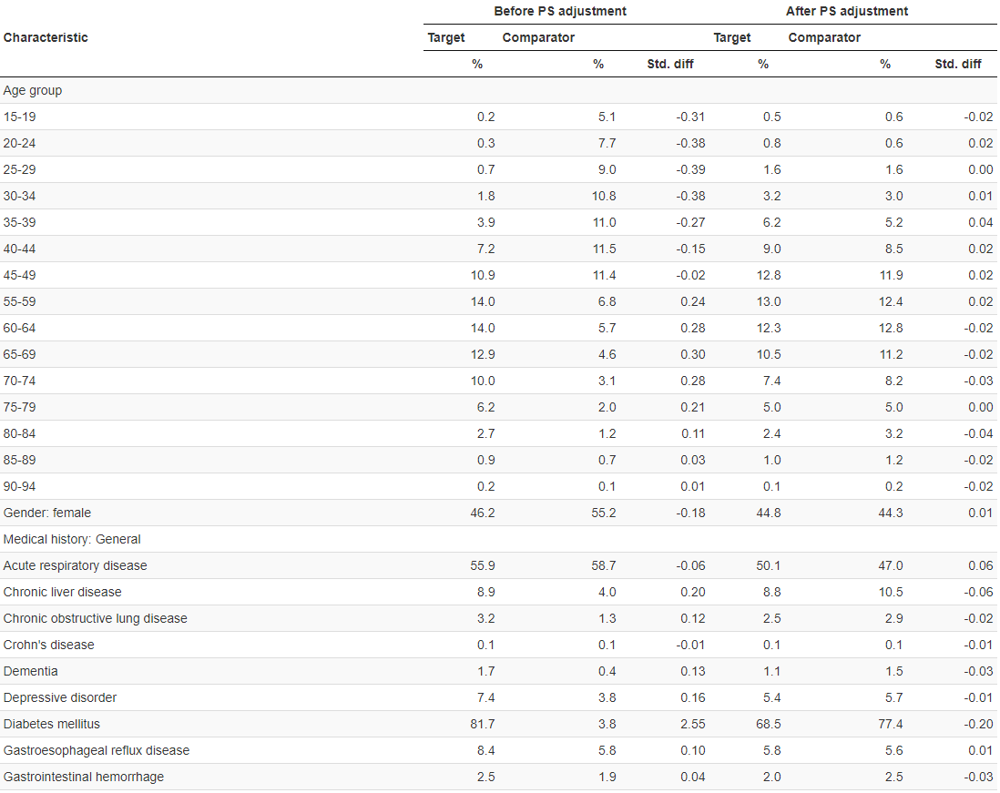 Before PS adjustment After PS adjustment
Characteristic Target Comparator Target Comparator
% % Std. diff % % Std. diff
Age group
15-19 0.2 5.1 -0.31 0.5 0.6 -0.02
20-24 0.3 7.7 -0.38 0.8 0.6 0.02
25-29 0.7 9.0 -0.39 1.6 1.6 0.00
30-34 1.8 10.8 -0.38 3.2 3.0 0.01
35-39 3.9 11.0 -0.27 6.2 5.2 0.04
40-44 7.2 11.5 -0.15 9.0 8.5 0.02
45-49 10.9 11.4 -0.02 12.8 11.9 0.02
55-59 14.0 6.8 0.24 13.0 12.4 0.02
60-64 14.0 5.7 0.28 12.3 12.8 -0.02
65-69 12.9 4.6 0.30 10.5 11.2 -0.02
70-74 10.0 3.1 0.28 7.4 8.2 -0.03
75-79 6.2 2.0 0.21 5.0 5.0 0.00
80-84 2.7 1.2 0.11 2.4 3.2 -0.04
85-89 0.9 0.7 0.03 1.0 1.2 -0.02
90-94 0.2 0.1 0.01 0.1 0.2 -0.02
Gender: female 46.2 55.2 -0.18 44.8 44.3 0.01
Medical history: General
Acute respiratory disease 55.9 58.7 -0.06 50.1 47.0 0.06
Chronic liver disease 8.9 4.0 0.20 8.8 10.5 -0.06
Chronic obstructive lung disease 3.2 1.3 0.12 2.5 2.9 -0.02
Crohn's disease 0.1 0.1 -0.01 0.1 0.1 -0.01
Dementia 1.7 0.4 0.13 1.1 1.5 -0.03
Depressive disorder 7.4 3.8 0.16 5.4 5.7 -0.01
Diabetes mellitus 81.7 3.8 2.55 68.5 77.4 -0.20
Gastroesophageal reflux disease 8.4 5.8 0.10 5.8 5.6 0.01
Gastrointestinal hemorrhage 2.5 1.9 0.04 2.0 2.5 -0.03